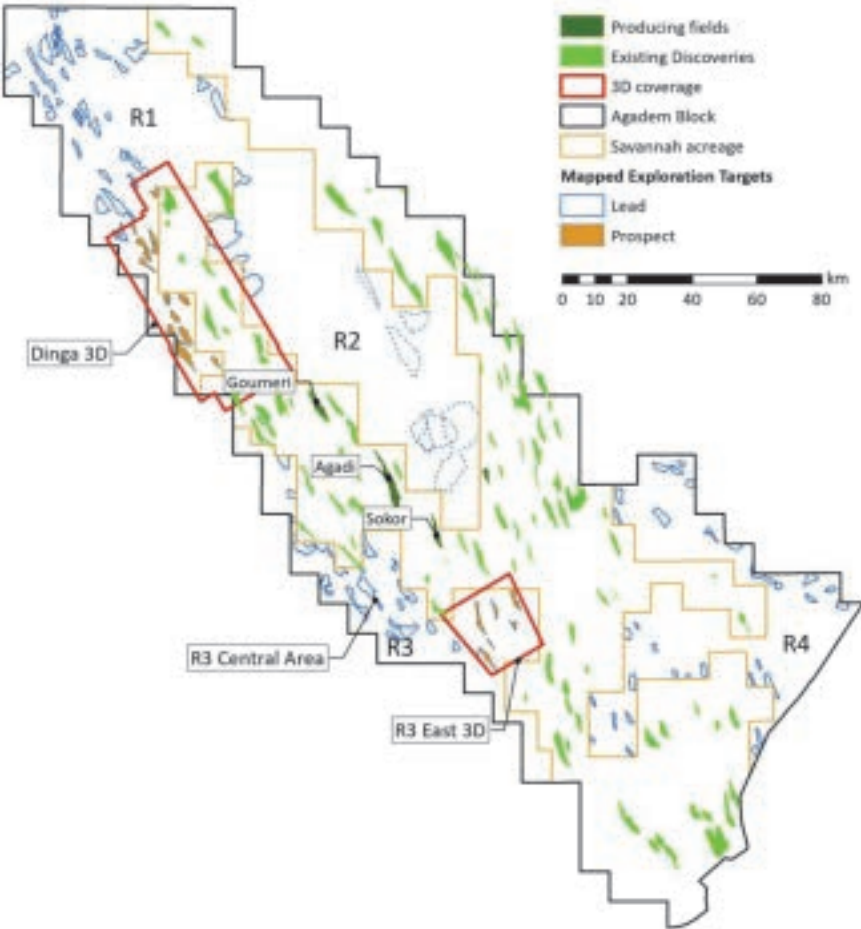 Producing fields
Existing Discoveries
3D coverage
Agadem Block
Savannah acreage
Mapped Exploration Targets
Lead
Prospect
km
0 10 20 40 60 80
R1
R2
Dinga 3D
Goumeri
Agadi
Sokor
R3 Central Area
R3
R4
R3 East 3D